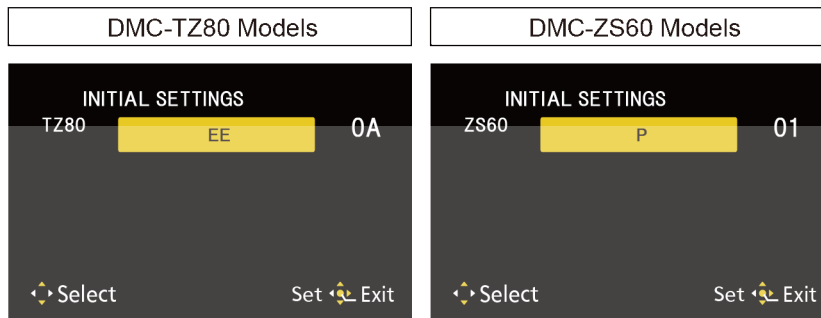 DMC-TZ80 Models
INITIAL SETTINGS
TZ80 EE 0A
Select Set Exit
DMC-ZS60 Models
INITIAL SETTINGS
ZS60 P 01
Select Set Exit